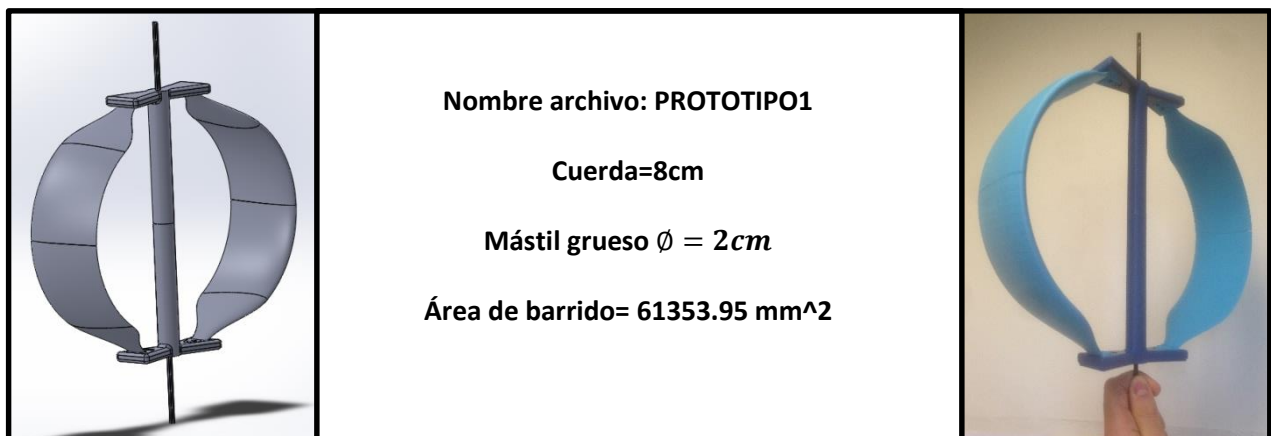 Nombre archivo: PROTOTIPO1
Cuerda=8cm
Mástil grueso ∅ = 2cm
Área de barrido= 61353.95 mm^2